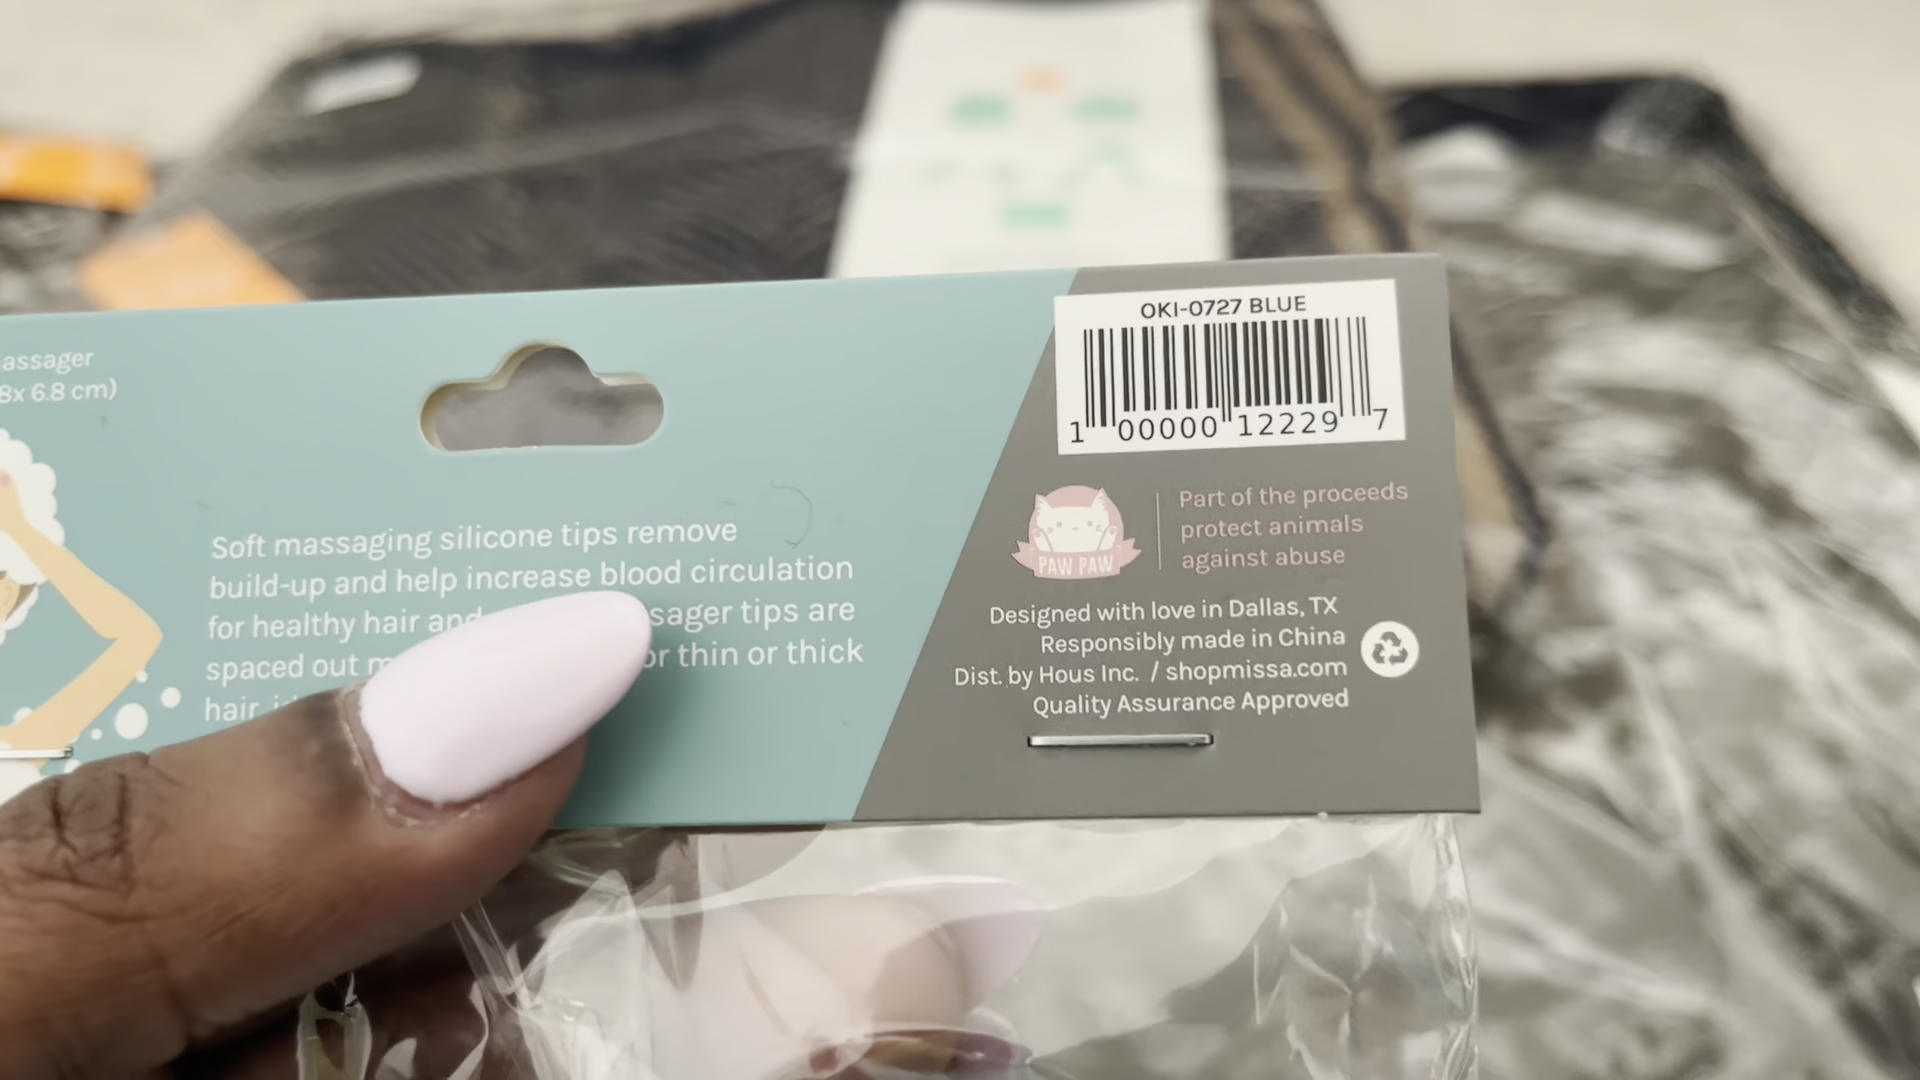 assager
8x 6.8 cm)
Soft massaging silicone tips remove
build-up and help increase blood circulation
for healthy hair and sager tips are
spaced out or thin or thick
hair
OKI-0727 BLUE
1 00000 12229 7
PAW PAW
Part of the proceeds
protect animals
against abuse
Designed with love in Dallas, TX
Responsibly made in China
Dist. by Hous Inc. / shopmissa.com
Quality Assurance Approved